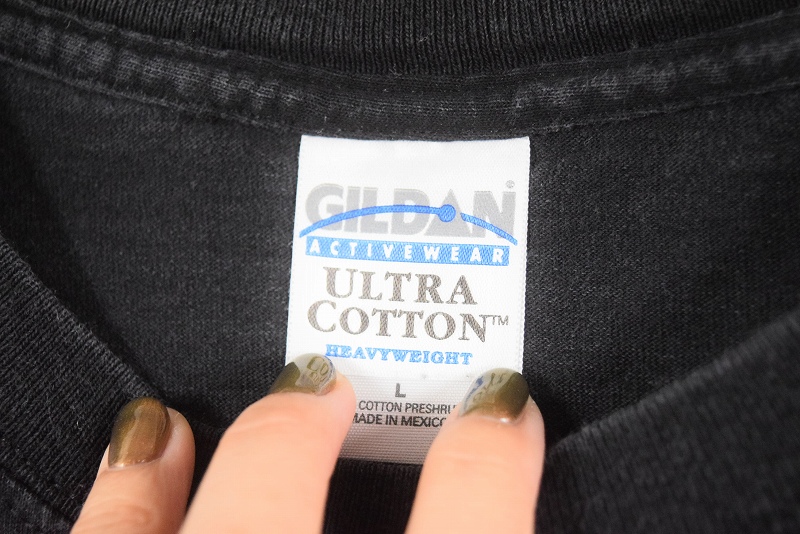 GILDAN®
ACTIVEWEAR
ULTRA
COTTON™
HEAVYWEIGHT
L
COTTON PRESHRU
MADE IN MEXICO